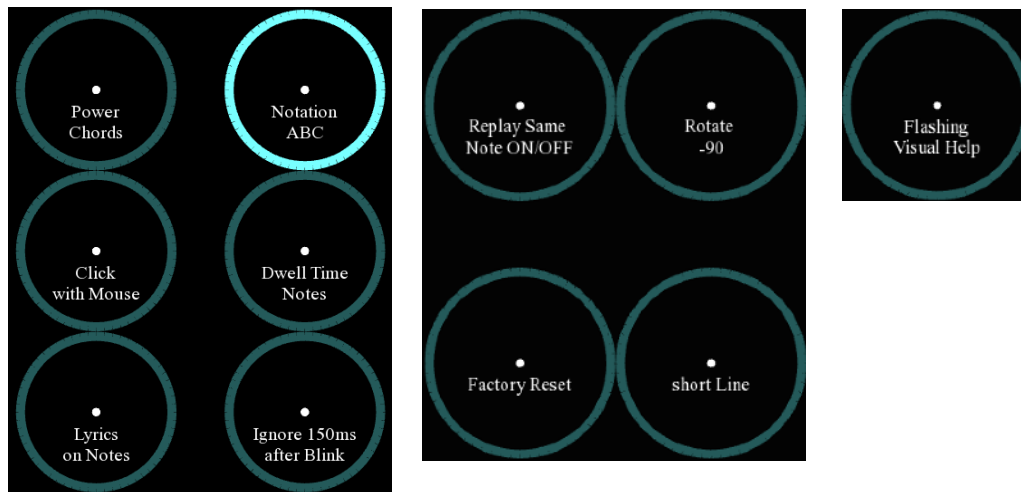 Power
Chords
Notation
ABC
Click
with Mouse
Dwell Time
Notes
Lyrics
on Notes
Ignore 150ms
after Blink
Replay Same
Note ON/OFF
Rotate
-90
Factory Reset
short Line
Flashing
Visual Help